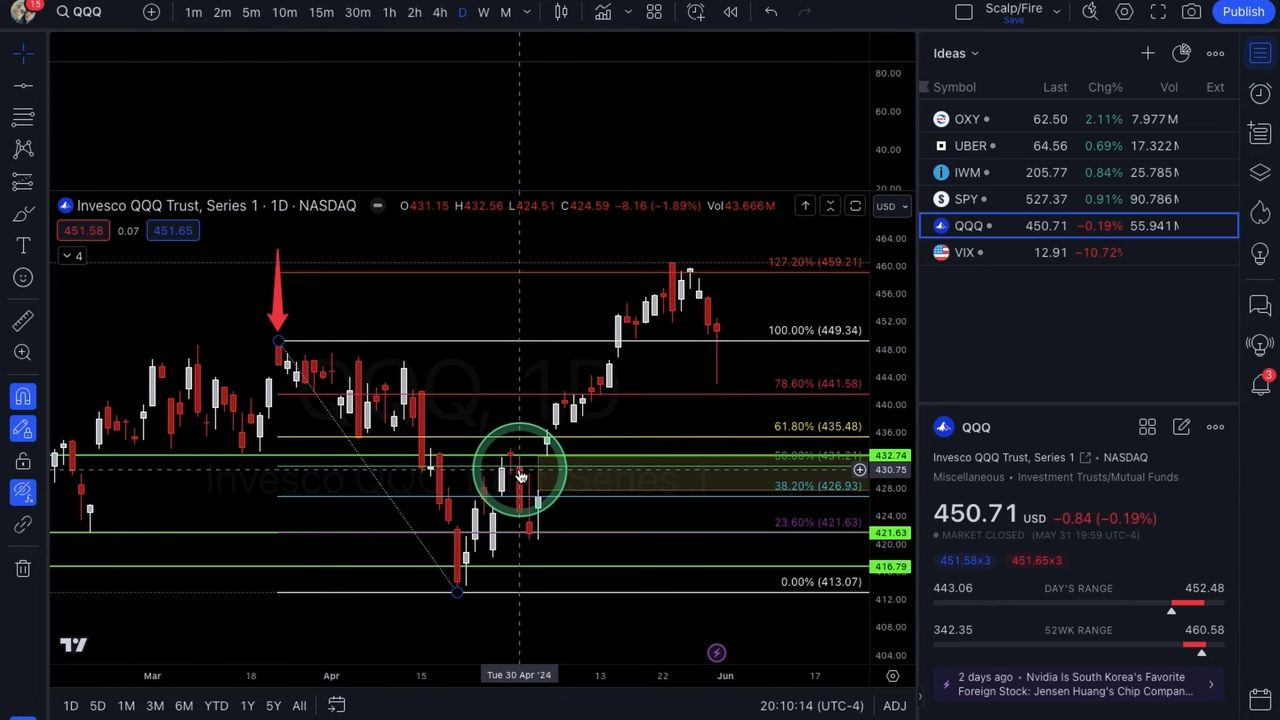 15
QQQ
1m 2m 5m 10m 15m 30m 1h 2h 4h D W M
Scalp/Fire
Save
Publish
Ideas
Symbol Last Chg% Vol Ext
OXY 62.50 2.11% 7.977M
UBER 64.56 0.69% 17.322M
IWM 205.77 0.84% 25.785M
SPY 527.37 0.91% 90.786M
QQQ 450.71 −0.19% 55.941M
VIX 12.91 −10.72%
Invesco QQQ Trust, Series 1 · 1D · NASDAQ
O431.15 H432.56 L424.51 C424.59 −8.16 (−1.89%) Vol43.666M
USD
451.58 0.07 451.65
4
80.00
60.00
40.00
20.00
464.00
460.00
456.00
452.00
448.00
444.00
440.00
436.00
432.74
430.75
428.00
424.00
421.63
420.00
416.79
412.00
408.00
404.00
127.20% (459.21)
100.00% (449.34)
78.60% (441.58)
61.80% (435.48)
50.00% (431.21)
38.20% (426.93)
23.60% (421.63)
0.00% (413.07)
QQQ, 1D
Invesco QQQ Trust, Series 1
Mar 18 Apr 15 Tue 30 Apr '24 13 22 Jun 17
1D 5D 1M 3M 6M YTD 1Y 5Y All
20:10:14 (UTC-4) ADJ
3
QQQ
Invesco QQQ Trust, Series 1 • NASDAQ
Miscellaneous • Investment Trusts/Mutual Funds
450.71 USD −0.84 (−0.19%)
MARKET CLOSED (MAY 31 19:59 UTC-4)
451.58×3 451.65×3
443.06 DAY'S RANGE 452.48
342.35 52WK RANGE 460.58
2 days ago • Nvidia Is South Korea's Favorite
Foreign Stock: Jensen Huang's Chip Compan...